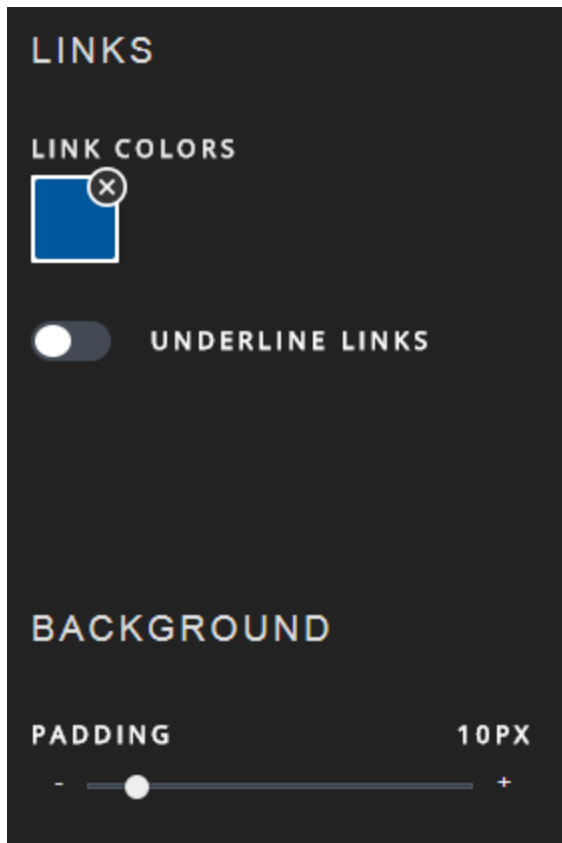 LINKS
LINK COLORS
UNDERLINE LINKS
BACKGROUND
PADDING 10PX
- +